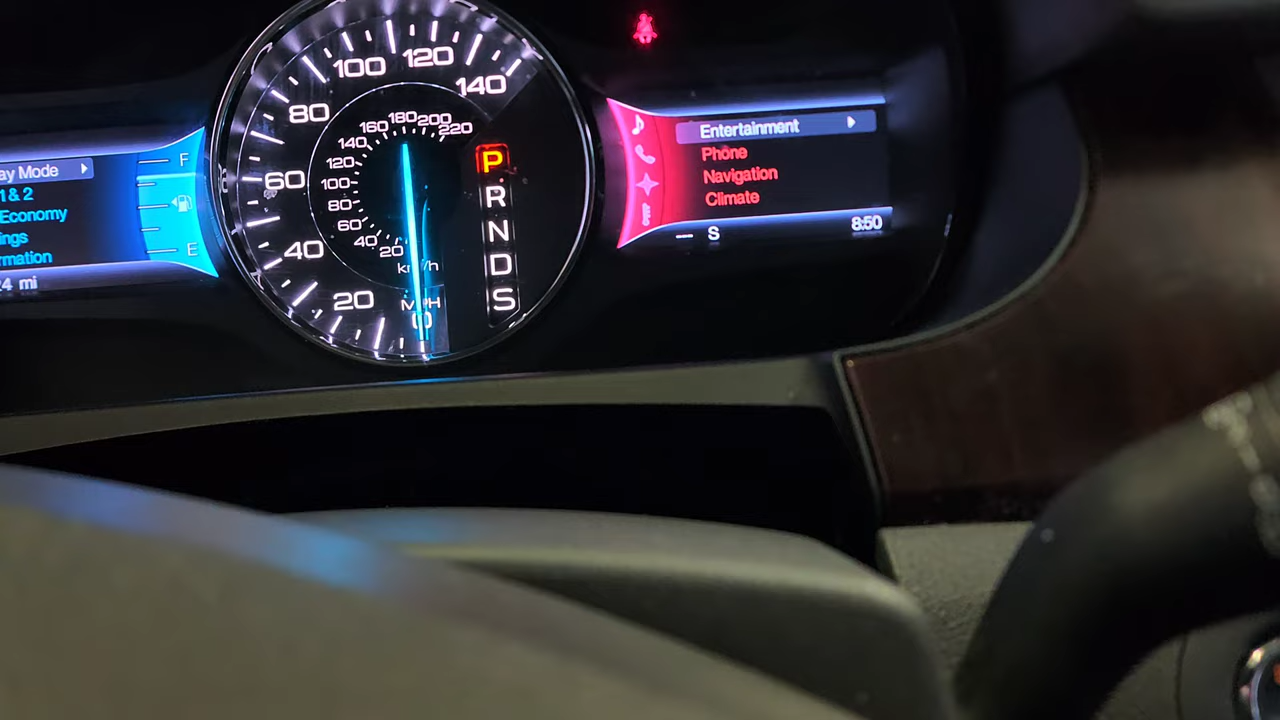 ay Mode
1 & 2
Economy
ings
rmation
24 mi
F
E
20
40
60
80
100
120
140
20
40
60
80
100
120
140
160
180
200
220
km/h
MPH
0
P
R
N
D
S
Entertainment
Phone
Navigation
Climate
S
8:50